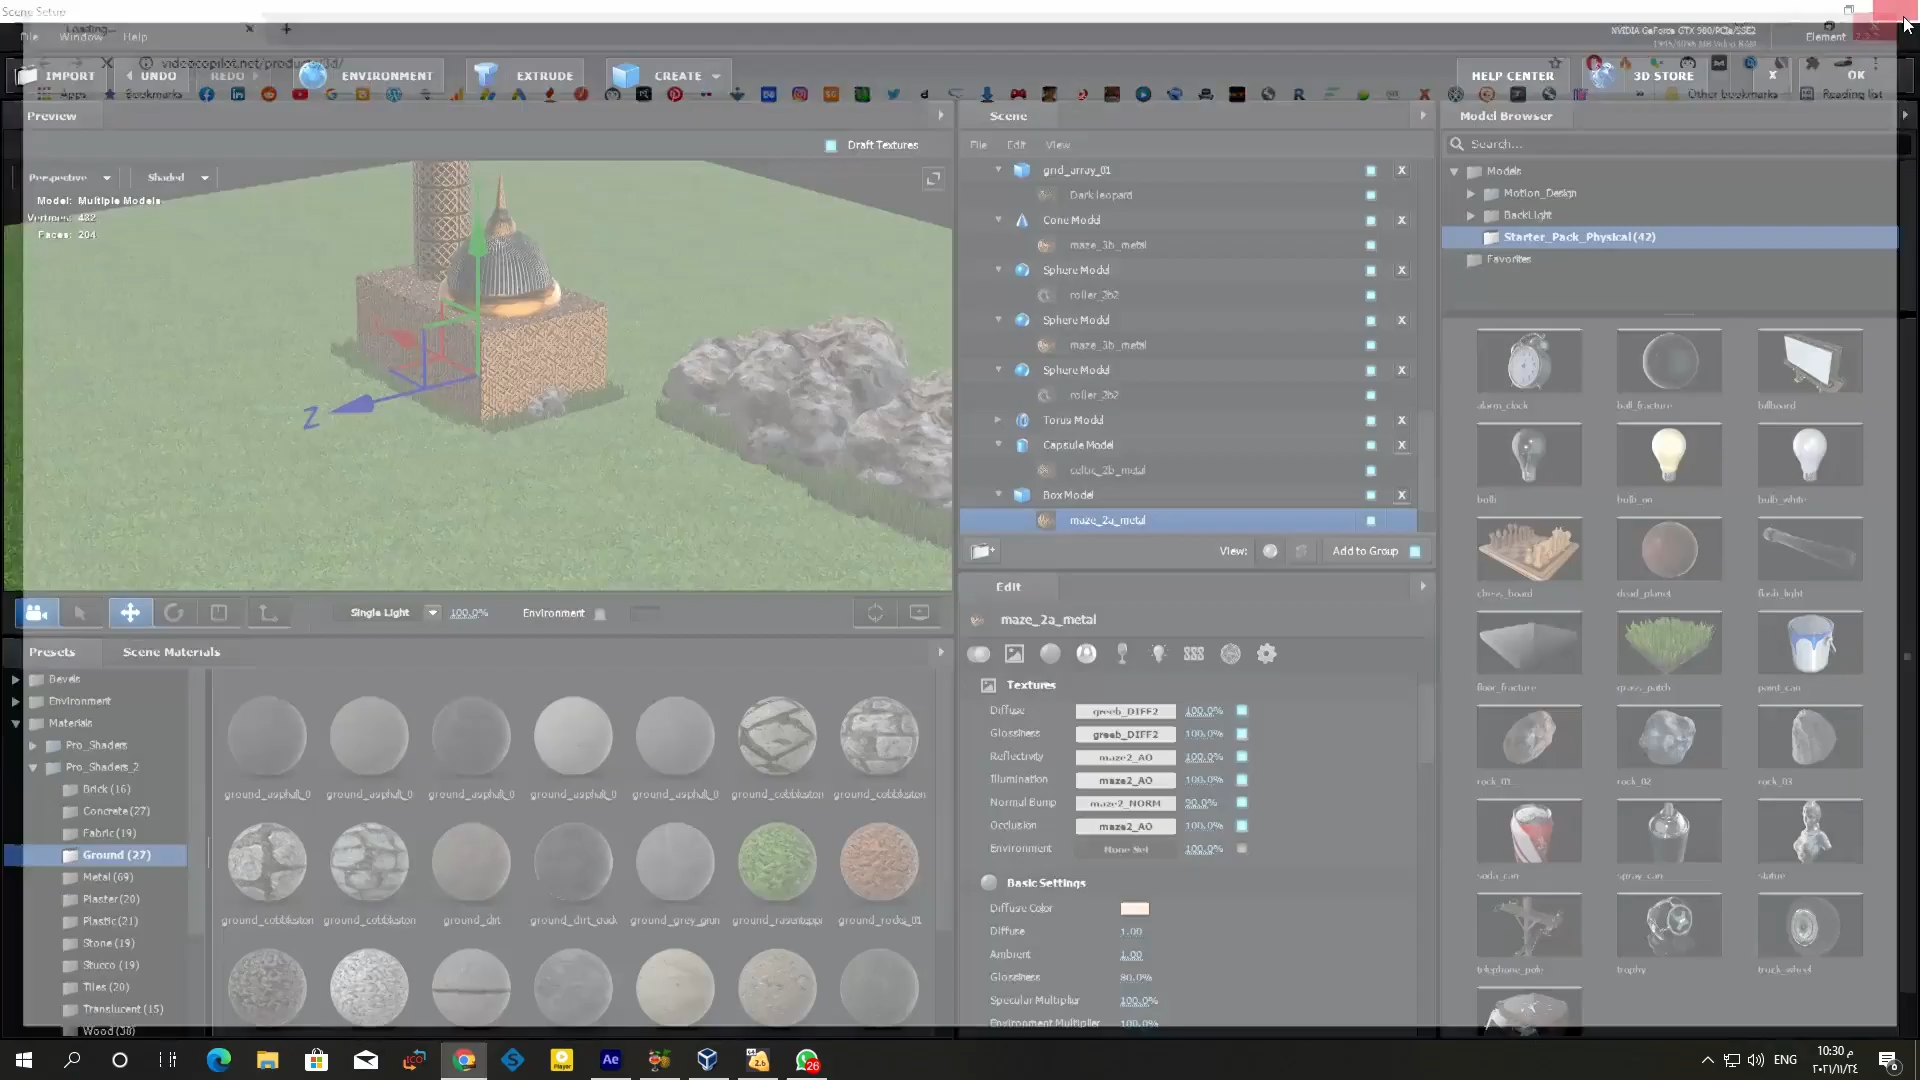 Scene Setup
Loading...
File Window Help
NVIDIA GeForce GTX 980/PCIe/SSE2
Element
videocopilot.net/products
IMPORT UNDO REDO ENVIRONMENT EXTRUDE CREATE HELP CENTER 3D STORE X OK
Apps Bookmarks Other bookmarks Reading list
Preview
Draft Textures
Perspective Shaded
Model: Multiple Models
Vertices: 432
Faces: 204
Z
Single Light 100.0% Environment
Scene
File Edit View
grid_array_01 X
Dark leopard
Cone Model X
maze_3b_metal
Sphere Model X
roller_2b2
Sphere Model X
maze_3b_metal
Sphere Model X
roller_2b2
Torus Model X
Capsule Model X
celtic_2b_metal
Box Model X
maze_2a_metal
View: Add to Group
Edit
maze_2a_metal
Textures
Diffuse greeb_DIFF2 100.0%
Glossiness greeb_DIFF2 100.0%
Reflectivity maze2_AO 100.0%
Illumination maze2_AO 100.0%
Normal Bump maze2_NORM 90.0%
Occlusion maze2_AO 100.0%
Environment None Set 100.0%
Basic Settings
Diffuse Color
Diffuse 1.00
Ambient 1.00
Glossiness 80.0%
Specular Multiplier 100.0%
Environment Multiplier 100.0%
Model Browser
Search...
Models
Motion_Design
BackLight
Starter_Pack_Physical (42)
Favorites
alarm_clock ball_fracture billboard
bulb bulb_on bulb_white
chess_board dead_planet flash_light
floor_fracture grass_patch paint_can
rock_01 rock_02 rock_03
soda_can spray_can statue
telephone_pole trophy truck_wheel
Presets Scene Materials
Bevels
Environment
Materials
Pro_Shaders
Pro_Shaders_2
Brick (16)
Concrete (27)
Fabric (19)
Ground (27)
Metal (69)
Plaster (20)
Plastic (21)
Stone (19)
Stucco (19)
Tiles (20)
Translucent (15)
Wood (38)
ground_asphalt_0 ground_asphalt_0 ground_asphalt_0 ground_asphalt_0 ground_asphalt_0 ground_cobbleston ground_cobbleston
ground_cobbleston ground_cobbleston ground_dirt ground_dirt_crack ground_grey_grun ground_rasenteppi ground_rocks_01
ENG
10:30 م
٢٠٢١/١١/٢٤
26